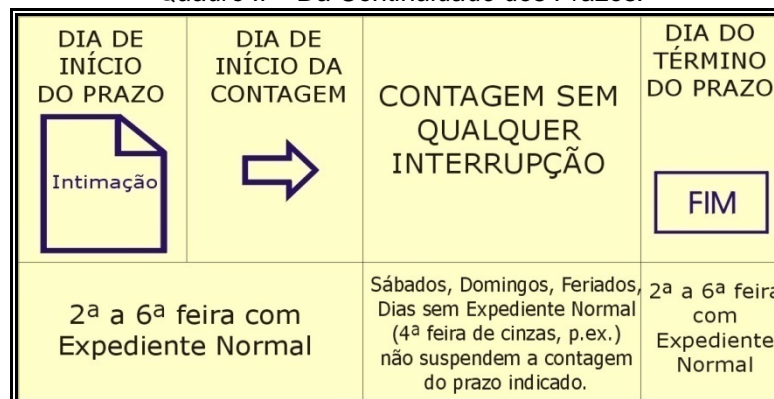 DIA DE
INÍCIO
DO PRAZO
Intimação
DIA DE
INÍCIO DA
CONTAGEM
CONTAGEM SEM
QUALQUER
INTERRUPÇÃO
DIA DO
TÉRMINO
DO PRAZO
FIM
2ª a 6ª feira com
Expediente Normal
Sábados, Domingos, Feriados,
Dias sem Expediente Normal
(4ª feira de cinzas, p.ex.)
não suspendem a contagem
do prazo indicado.
2ª a 6ª feira
com
Expediente
Normal